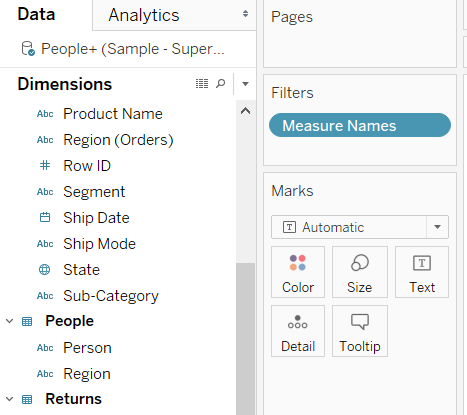 Data
Analytics
People+ (Sample - Super...
Dimensions
Abc Product Name
Abc Region (Orders)
# Row ID
Abc Segment
Ship Date
Abc Ship Mode
State
Abc Sub-Category
People
Abc Person
Abc Region
Returns
Pages
Filters
Measure Names
Marks
T Automatic
Color
Size
T Text
Detail
Tooltip